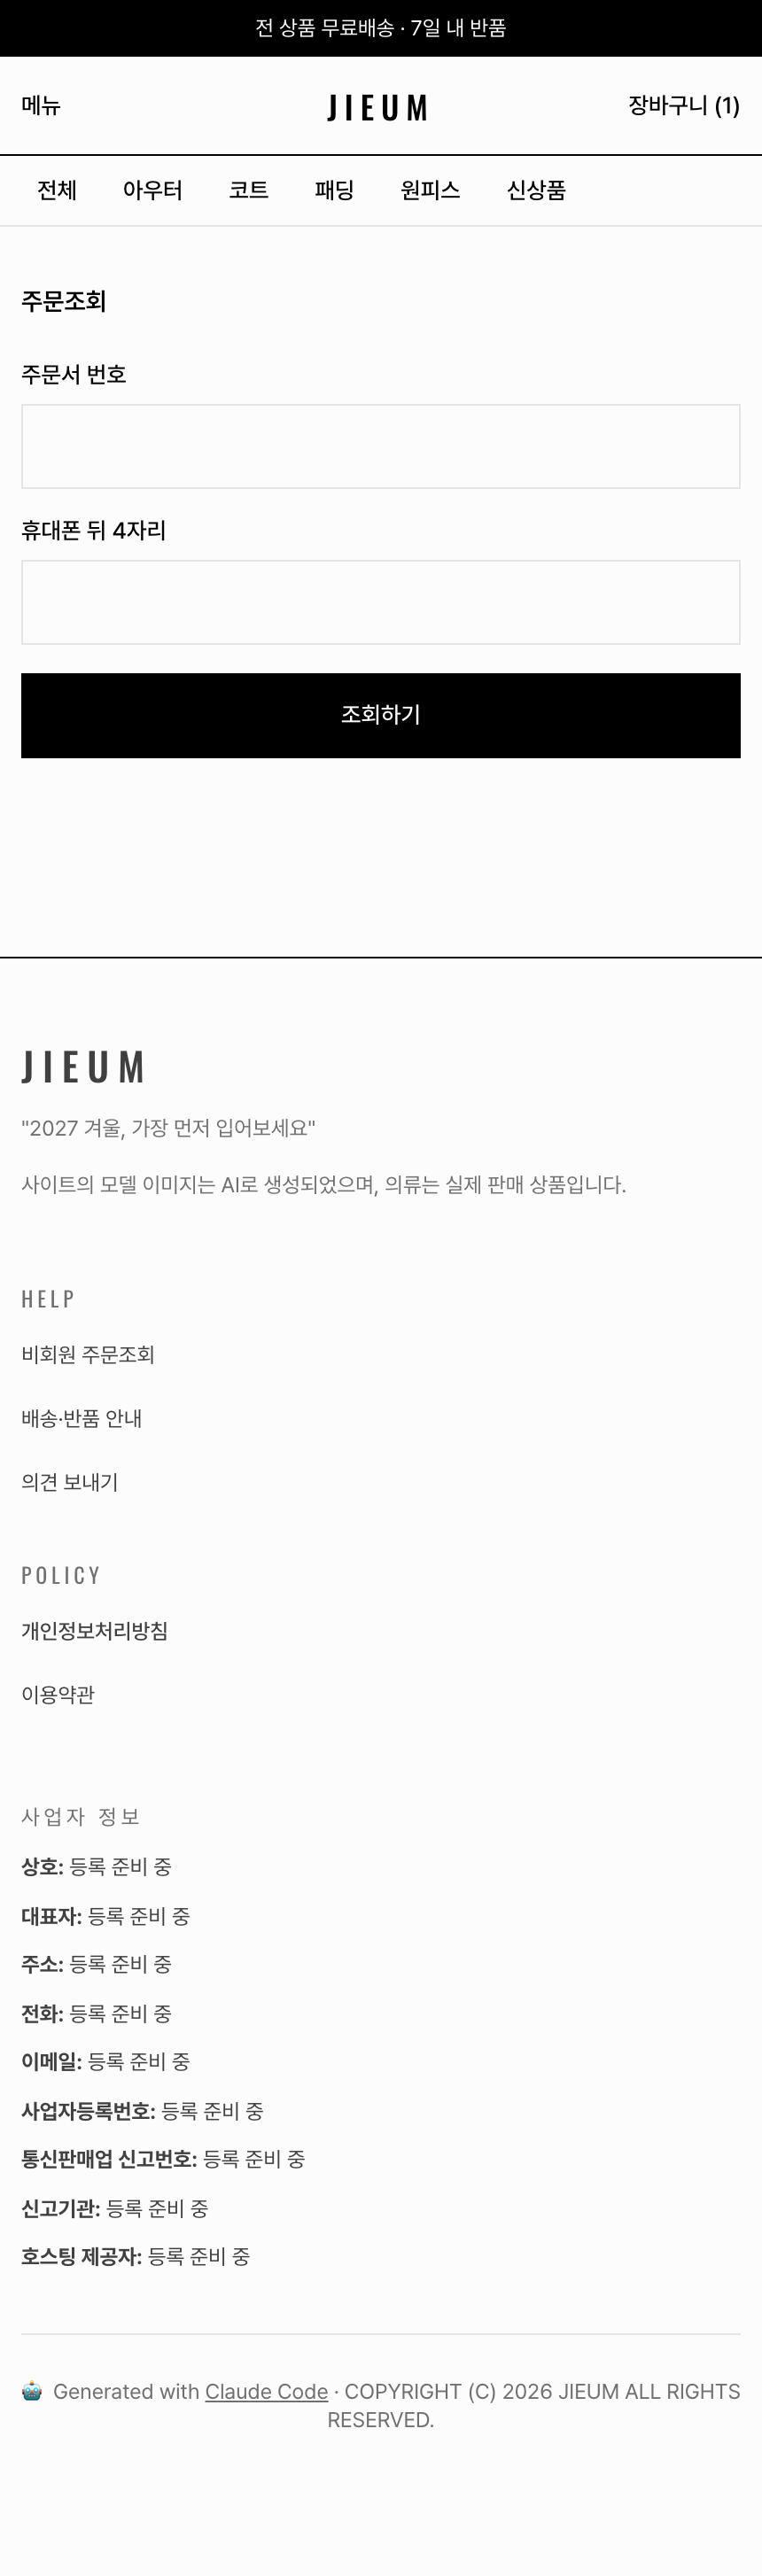 전 상품 무료배송 · 7일 내 반품
메뉴
JIEUM
장바구니 (1)
전체 아우터 코트 패딩 원피스 신상품
주문조회
주문서 번호
휴대폰 뒤 4자리
조회하기
JIEUM
"2027 겨울, 가장 먼저 입어보세요"
사이트의 모델 이미지는 AI로 생성되었으며, 의류는 실제 판매 상품입니다.
HELP
비회원 주문조회
배송·반품 안내
의견 보내기
POLICY
개인정보처리방침
이용약관
사업자 정보
상호: 등록 준비 중
대표자: 등록 준비 중
주소: 등록 준비 중
전화: 등록 준비 중
이메일: 등록 준비 중
사업자등록번호: 등록 준비 중
통신판매업 신고번호: 등록 준비 중
신고기관: 등록 준비 중
호스팅 제공자: 등록 준비 중
🤖 Generated with Claude Code · COPYRIGHT (C) 2026 JIEUM ALL RIGHTS
RESERVED.